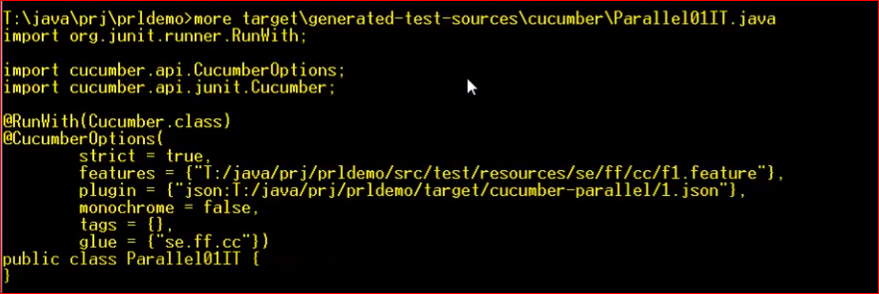 T:\java\prj\prldemo>more target\generated-test-sources\cucumber\Parallel01IT.java
import org.junit.runner.RunWith;
import cucumber.api.CucumberOptions;
import cucumber.api.junit.Cucumber;
@RunWith(Cucumber.class)
@CucumberOptions(
strict = true,
features = {"T:/java/prj/prldemo/src/test/resources/se/ff/cc/f1.feature"},
plugin = {"json:T:/java/prj/prldemo/target/cucumber-parallel/1.json"},
monochrome = false,
tags = {},
glue = {"se.ff.cc"})
public class Parallel01IT {
}